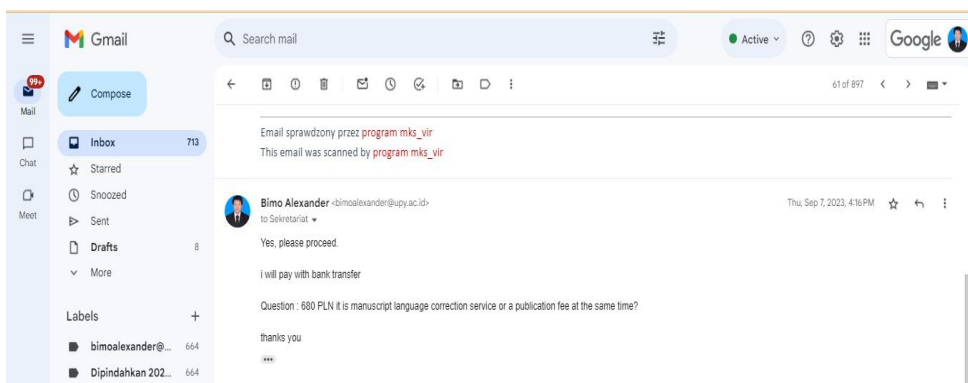 Gmail
Search mail
Active
Google
99+
Mail
Compose
61 of 897
Chat
Meet
Inbox 713
Starred
Snoozed
Sent
Drafts 8
More
Labels +
bimoalexander@... 664
Dipindahkan 202... 664
Email sprawdzony przez program mks_vir
This email was scanned by program mks_vir
Bimo Alexander <bimoalexander@upy.ac.id> Thu, Sep 7, 2023, 4:16 PM
to Sekretariat
Yes, please proceed.
i will pay with bank transfer
Question : 680 PLN it is manuscript language correction service or a publication fee at the same time?
thanks you